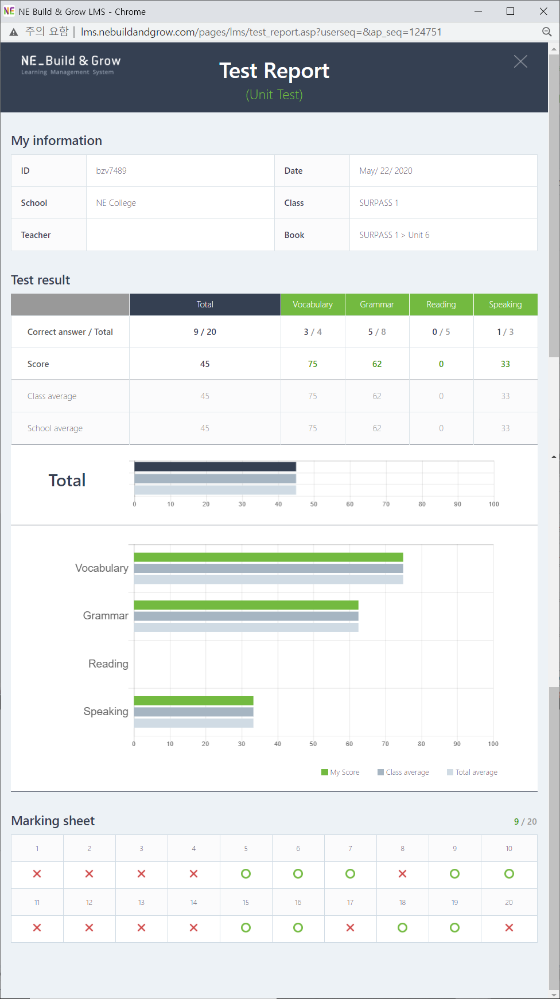 NE Build & Grow LMS - Chrome
주의 요함 | lms.nebuildandgrow.com/pages/lms/test_report.asp?userseq=&ap_seq=124751
NE_Build & Grow
Learning Management System
Test Report
(Unit Test)
My information
ID bzv7489 Date May/ 22/ 2020
School NE College Class SURPASS 1
Teacher Book SURPASS 1 > Unit 6
Test result
Total Vocabulary Grammar Reading Speaking
Correct answer / Total 9 / 20 3 / 4 5 / 8 0 / 5 1 / 3
Score 45 75 62 0 33
Class average 45 75 62 0 33
School average 45 75 62 0 33
Total
0 10 20 30 40 50 60 70 80 90 100
Vocabulary
Grammar
Reading
Speaking
0 10 20 30 40 50 60 70 80 90 100
My Score Class average Total average
Marking sheet 9 / 20
1 2 3 4 5 6 7 8 9 10
11 12 13 14 15 16 17 18 19 20